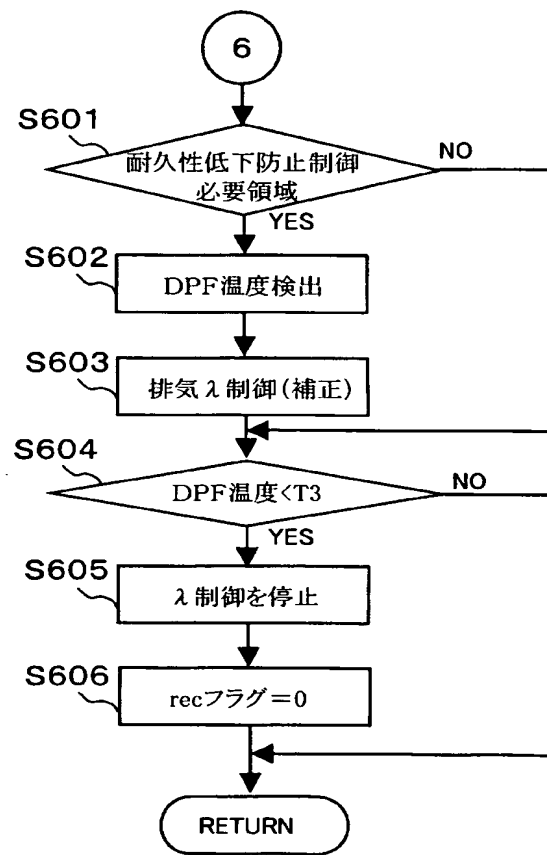 6
S601
耐久性低下防止制御
必要領域
NO
YES
S602
DPF温度検出
S603
排気λ制御(補正)
S604
DPF温度<T3
NO
YES
S605
λ制御を停止
S606
recフラグ=0
RETURN